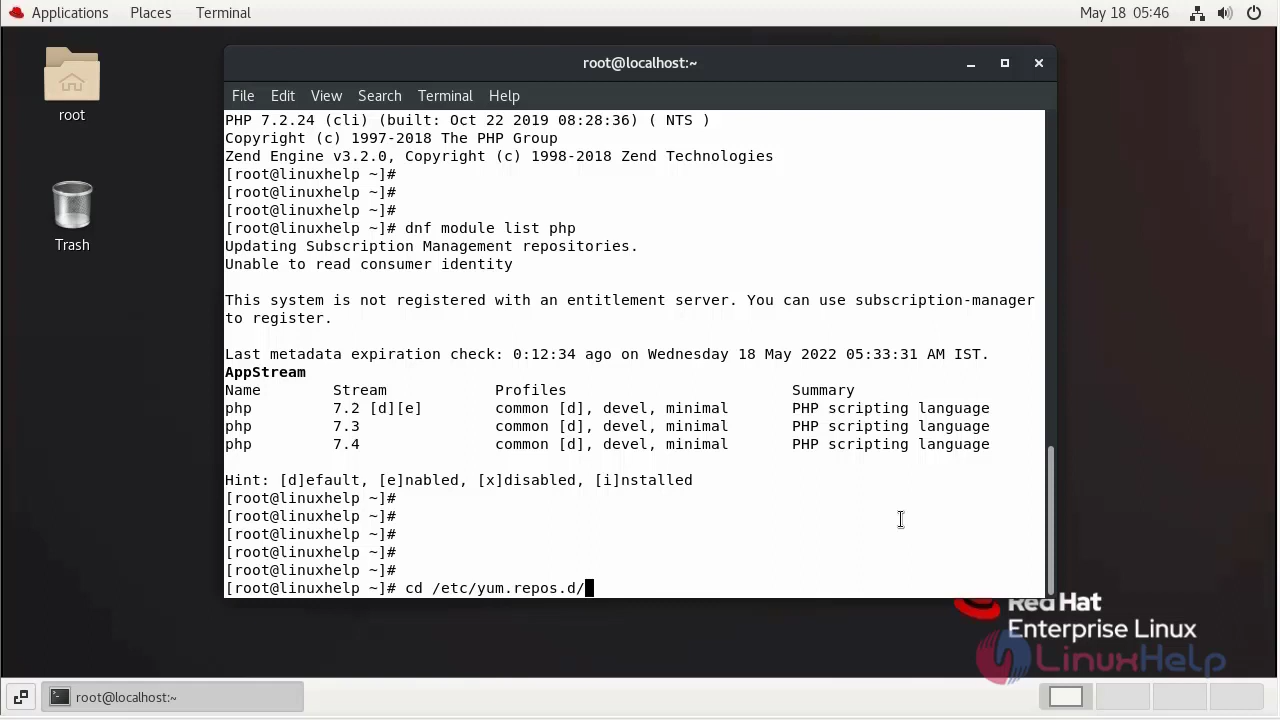 Applications Places Terminal May 18 05:46
root
Trash
root@localhost:~
File Edit View Search Terminal Help
PHP 7.2.24 (cli) (built: Oct 22 2019 08:28:36) ( NTS )
Copyright (c) 1997-2018 The PHP Group
Zend Engine v3.2.0, Copyright (c) 1998-2018 Zend Technologies
[root@linuxhelp ~]#
[root@linuxhelp ~]#
[root@linuxhelp ~]#
[root@linuxhelp ~]# dnf module list php
Updating Subscription Management repositories.
Unable to read consumer identity
This system is not registered with an entitlement server. You can use subscription-manager
to register.
Last metadata expiration check: 0:12:34 ago on Wednesday 18 May 2022 05:33:31 AM IST.
AppStream
Name Stream Profiles Summary
php 7.2 [d][e] common [d], devel, minimal PHP scripting language
php 7.3 common [d], devel, minimal PHP scripting language
php 7.4 common [d], devel, minimal PHP scripting language
Hint: [d]efault, [e]nabled, [x]disabled, [i]nstalled
[root@linuxhelp ~]#
[root@linuxhelp ~]#
[root@linuxhelp ~]#
[root@linuxhelp ~]#
[root@linuxhelp ~]#
[root@linuxhelp ~]# cd /etc/yum.repos.d/
Red Hat
Enterprise Linux
LinuxHelp
root@localhost:~